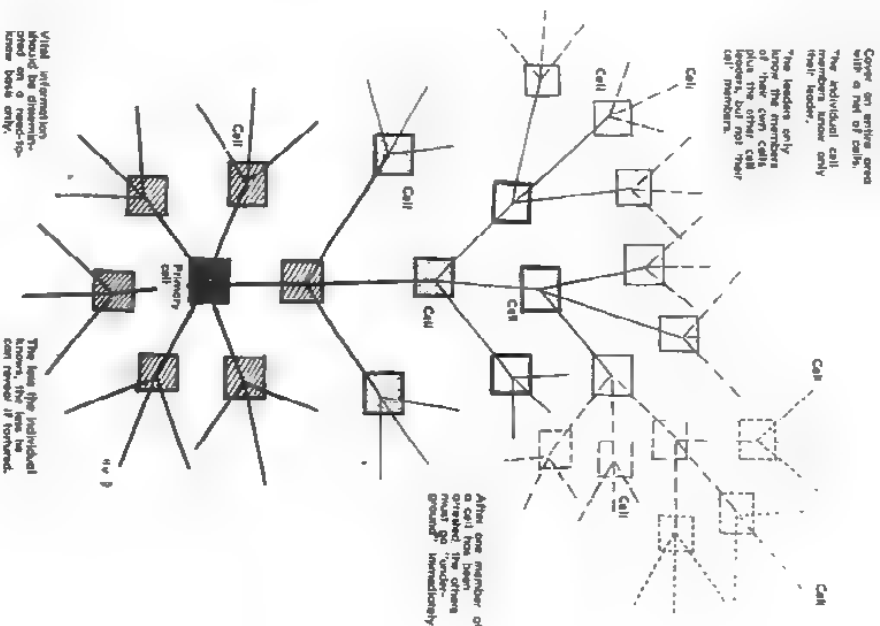 Cover an entire area
with a net of cells.
The individual cell
members know only
their leader.
The leaders only
know the members
of their own cells
plus the other cell
leaders, but not their
cell members.
Cell
Cell
Cell
Cell
Cell
Cell
After one member of
a cell has been
arrested, the others
must go "under-
ground" immediately
Cell
Cell
Cell
Primary
cell
Vital information
should be dissemin-
ated on a need-to-
know basis only.
The less the individual
knows, the less he
can reveal if tortured.